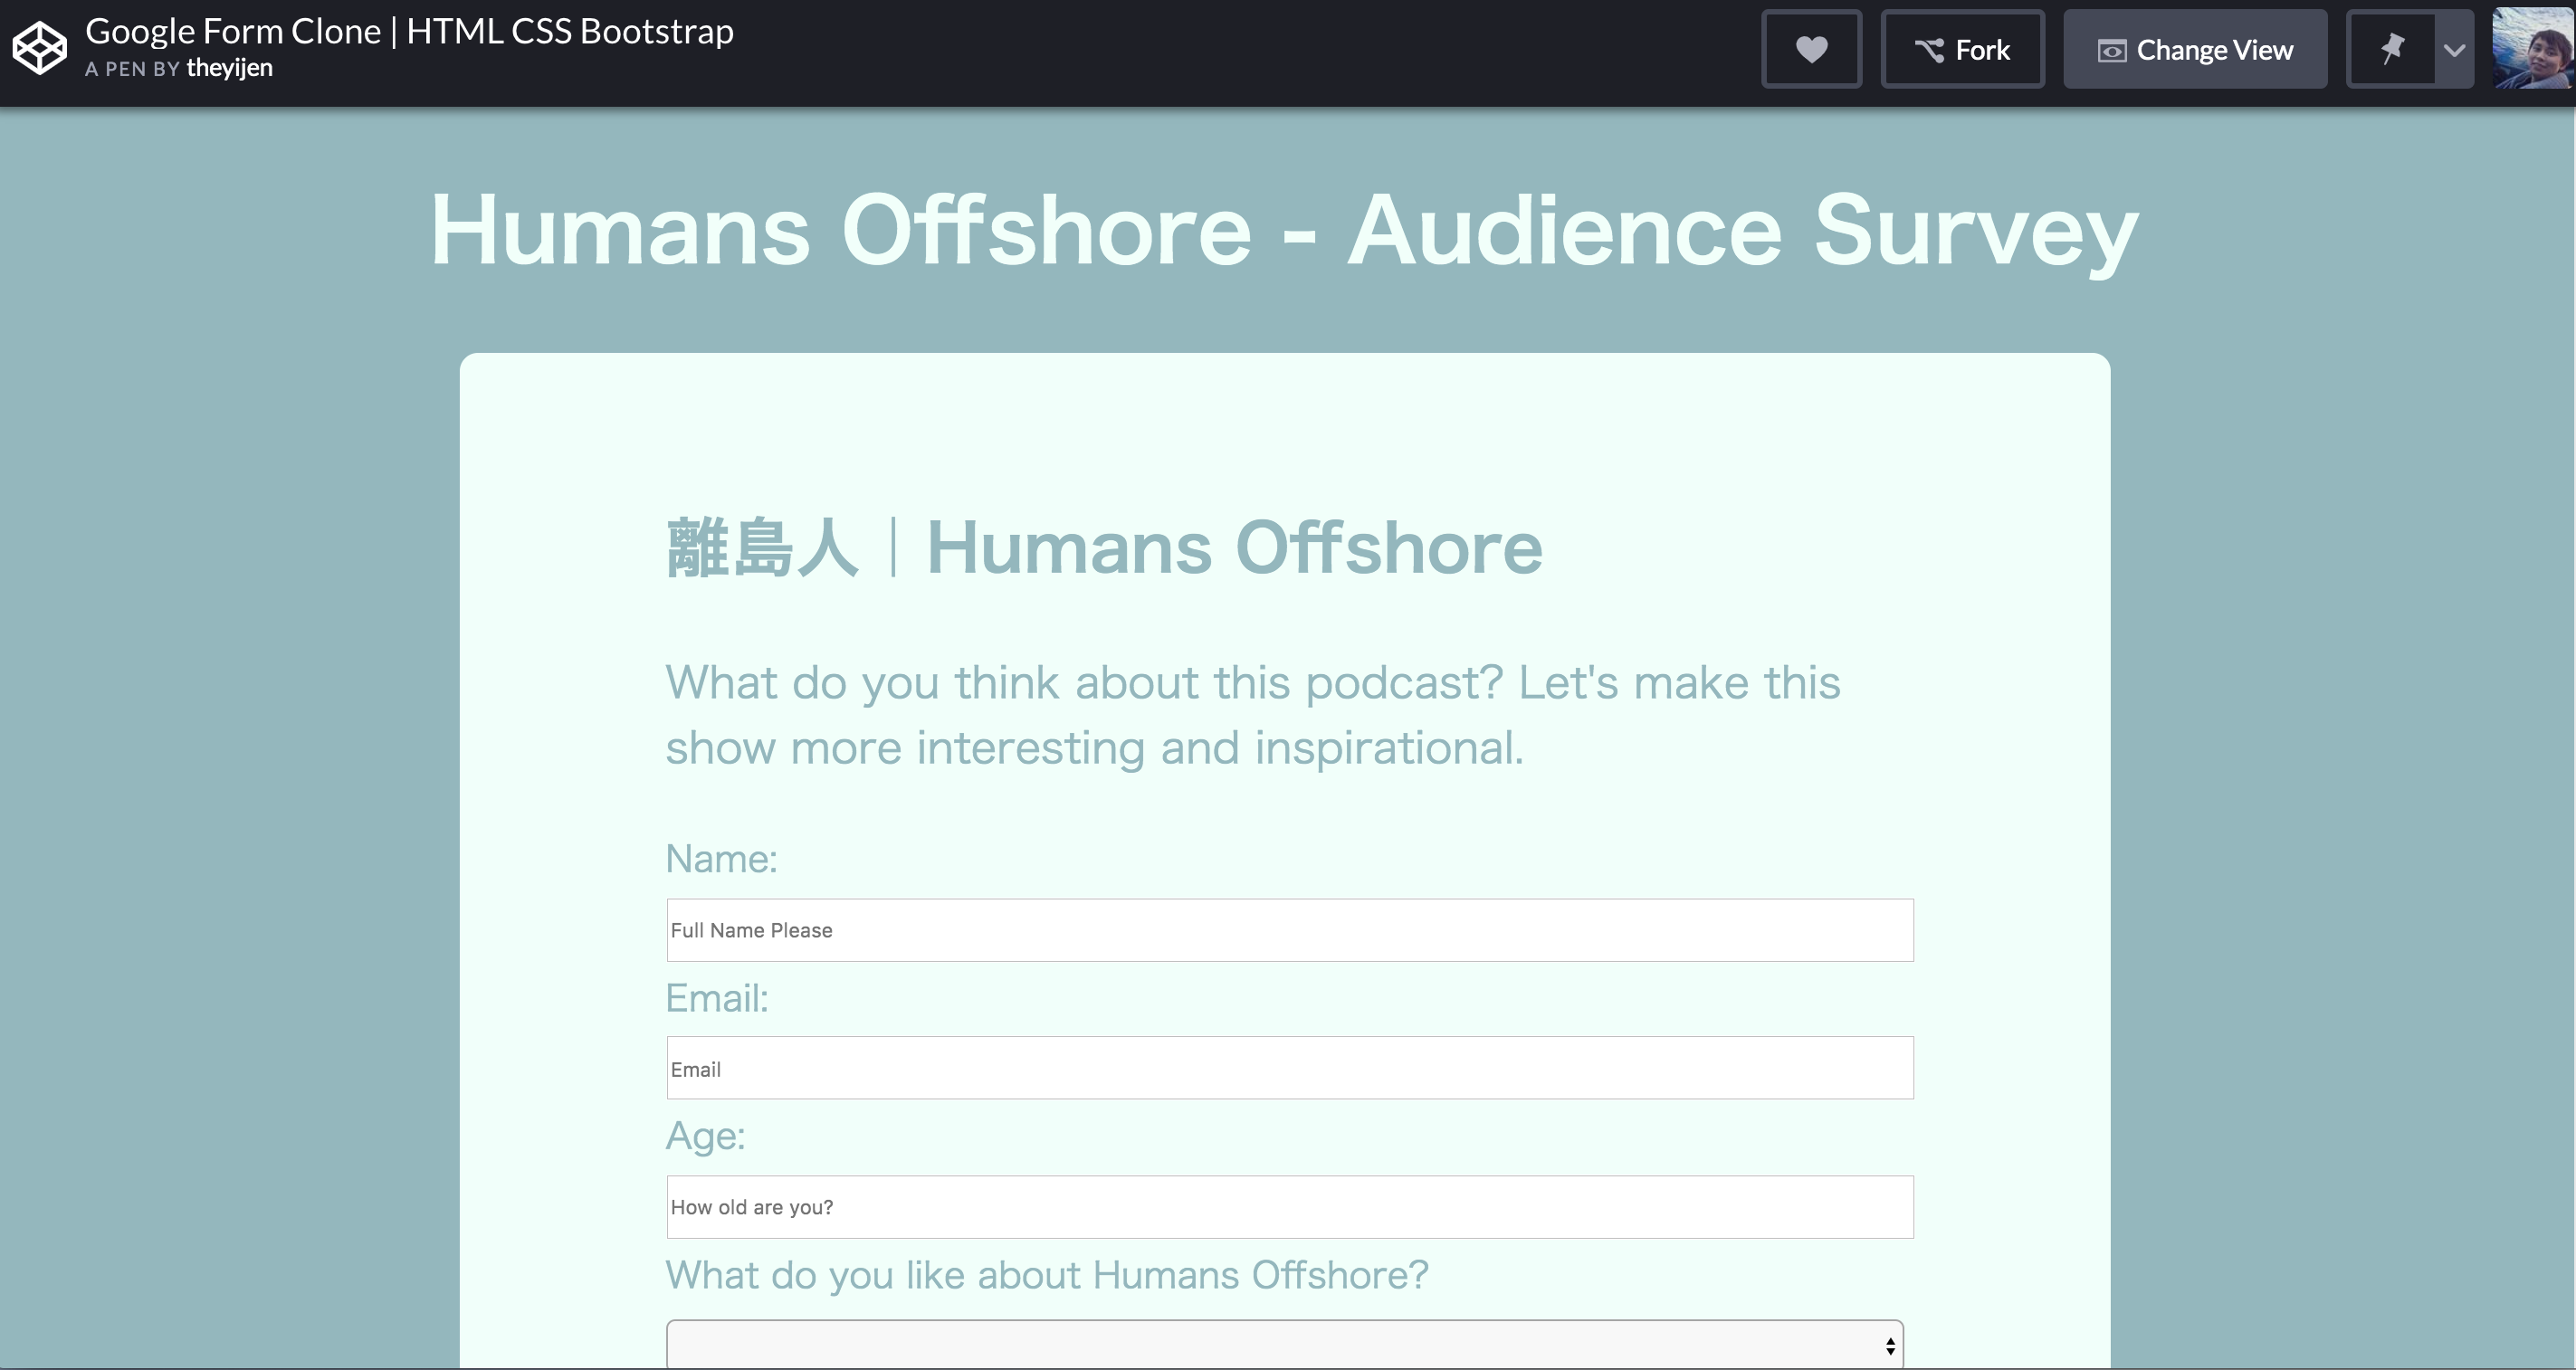 Google Form Clone | HTML CSS Bootstrap
A PEN BY theyijen
Fork
Change View
Humans Offshore - Audience Survey
離島人｜Humans Offshore
What do you think about this podcast? Let's make this
show more interesting and inspirational.
Name:
Full Name Please
Email:
Email
Age:
How old are you?
What do you like about Humans Offshore?